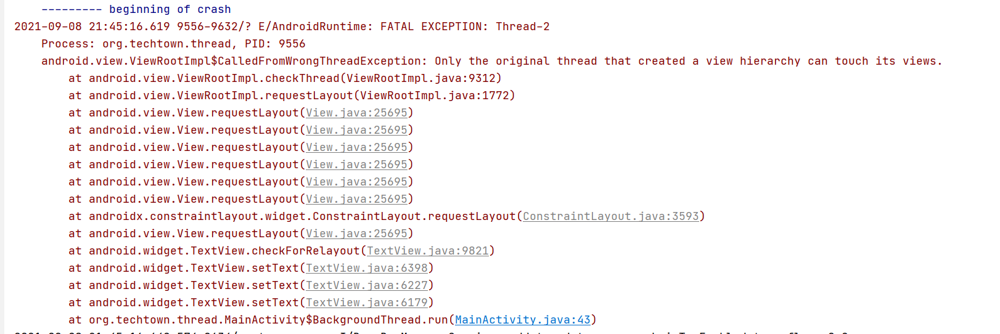 --------- beginning of crash
2021-09-08 21:45:16.619 9556-9632/? E/AndroidRuntime: FATAL EXCEPTION: Thread-2
Process: org.techtown.thread, PID: 9556
android.view.ViewRootImpl$CalledFromWrongThreadException: Only the original thread that created a view hierarchy can touch its views.
at android.view.ViewRootImpl.checkThread(ViewRootImpl.java:9312)
at android.view.ViewRootImpl.requestLayout(ViewRootImpl.java:1772)
at android.view.View.requestLayout(View.java:25695)
at android.view.View.requestLayout(View.java:25695)
at android.view.View.requestLayout(View.java:25695)
at android.view.View.requestLayout(View.java:25695)
at android.view.View.requestLayout(View.java:25695)
at android.view.View.requestLayout(View.java:25695)
at androidx.constraintlayout.widget.ConstraintLayout.requestLayout(ConstraintLayout.java:3593)
at android.view.View.requestLayout(View.java:25695)
at android.widget.TextView.checkForRelayout(TextView.java:9821)
at android.widget.TextView.setText(TextView.java:6398)
at android.widget.TextView.setText(TextView.java:6227)
at android.widget.TextView.setText(TextView.java:6179)
at org.techtown.thread.MainActivity$BackgroundThread.run(MainActivity.java:43)